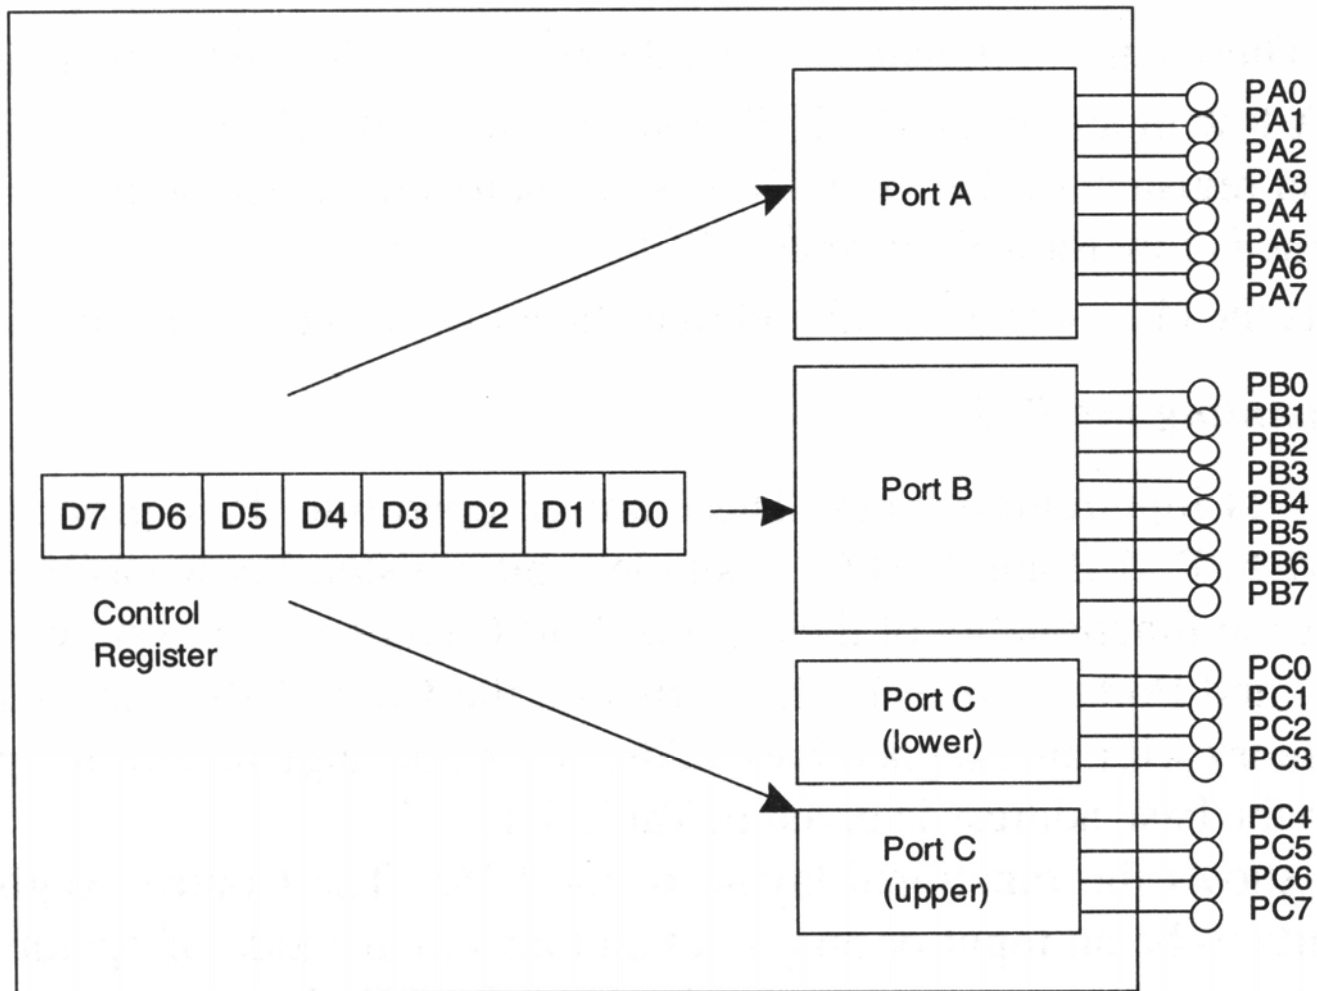 Port A
PA0
PA1
PA2
PA3
PA4
PA5
PA6
PA7
D7 D6 D5 D4 D3 D2 D1 D0
Control
Register
Port B
PB0
PB1
PB2
PB3
PB4
PB5
PB6
PB7
Port C
(lower)
PC0
PC1
PC2
PC3
Port C
(upper)
PC4
PC5
PC6
PC7